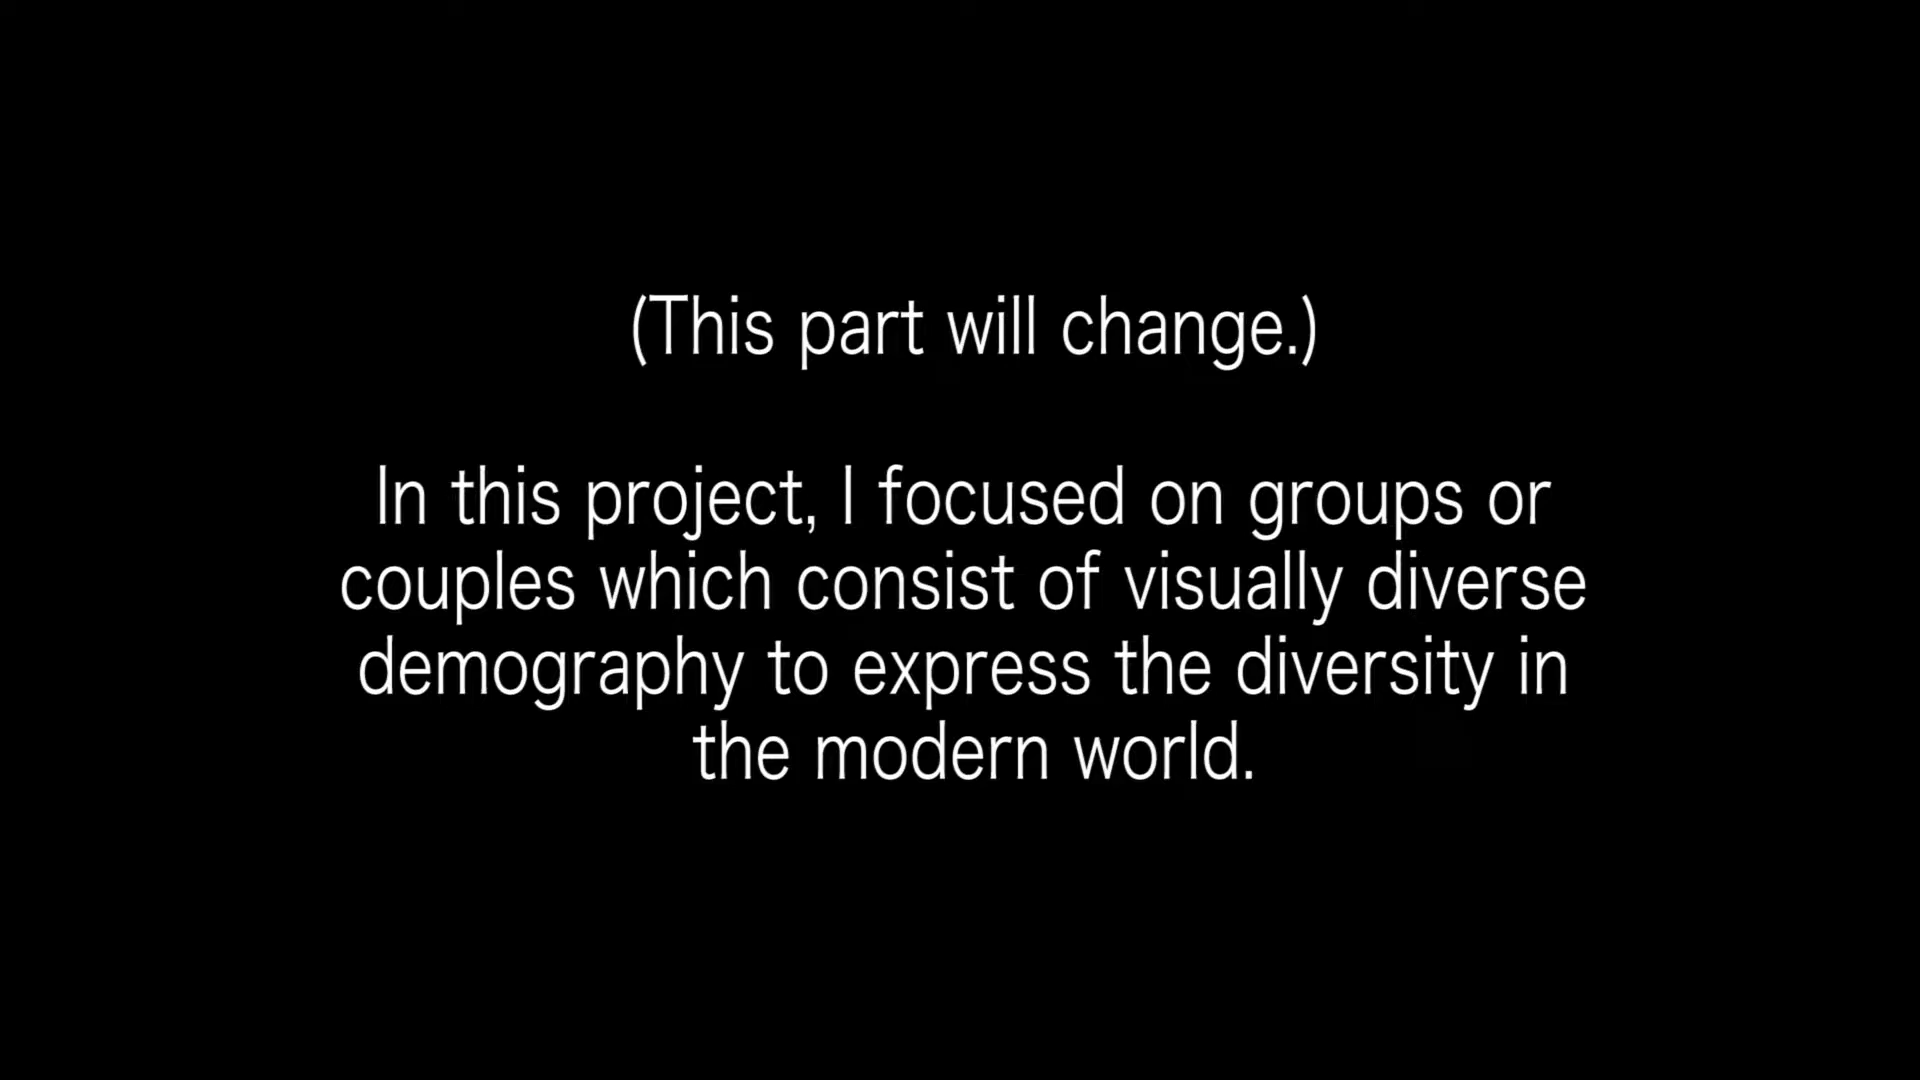 (This part will change.)
In this project, I focused on groups or
couples which consist of visually diverse
demography to express the diversity in
the modern world.